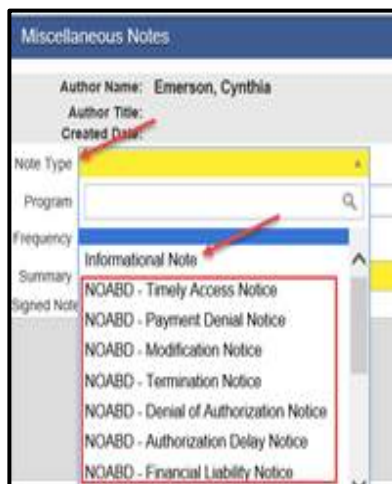 Miscellaneous Notes
Author Name: Emerson, Cynthia
Author Title:
Created Date:
Note Type
Program
Frequency
Informational Note
Summary
NOABD - Timely Access Notice
Signed Note
NOABD - Payment Denial Notice
NOABD - Modification Notice
NOABD - Termination Notice
NOABD - Denial of Authorization Notice
NOABD - Authorization Delay Notice
NOABD - Financial Liability Notice